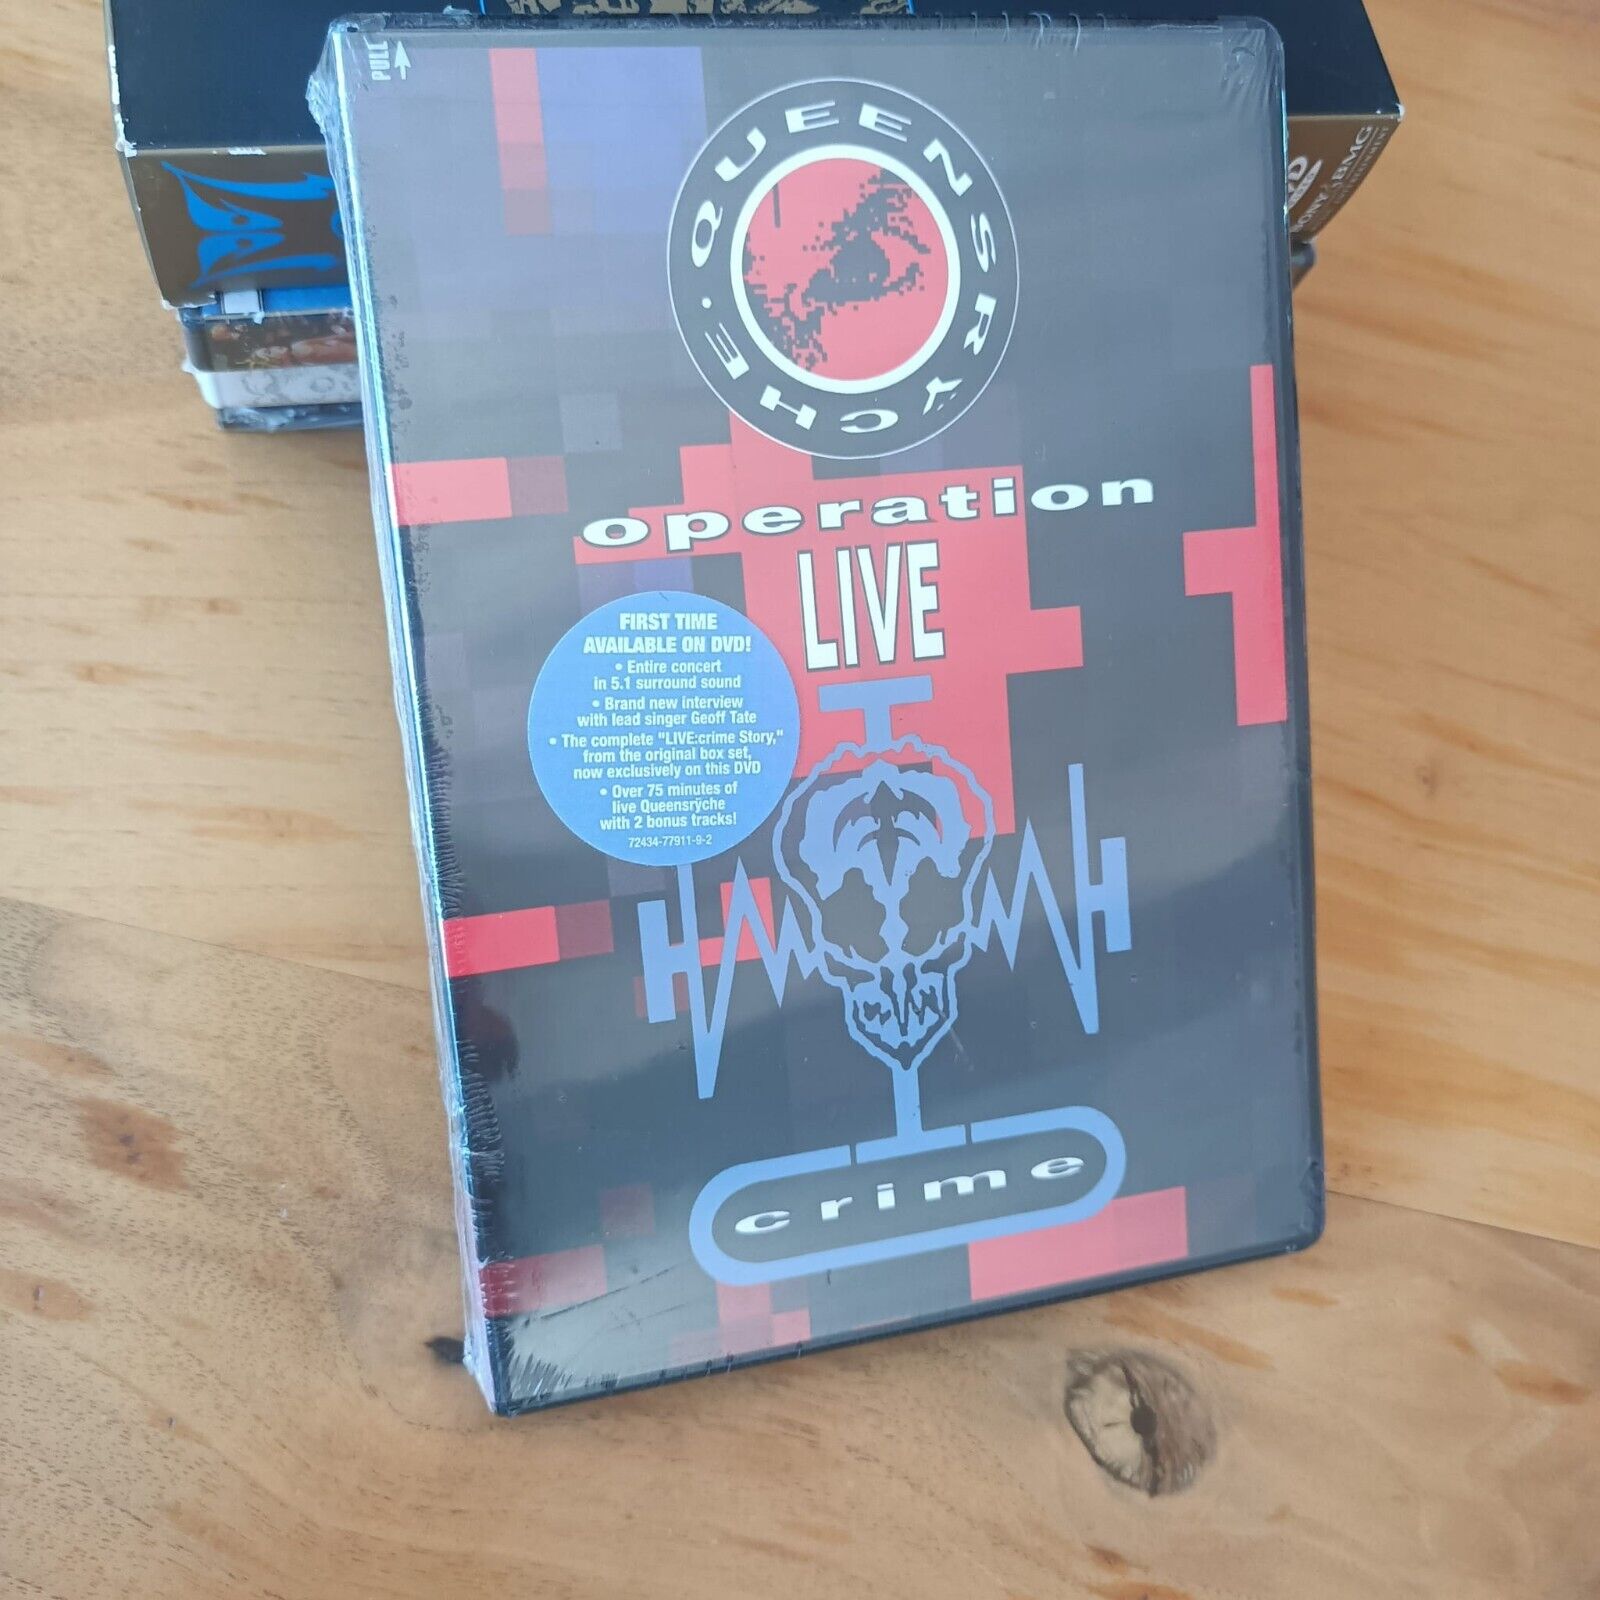 PULL
QUEENSRYCHE
operation
LIVE
FIRST TIME
AVAILABLE ON DVD!
• Entire concert
in 5.1 surround sound
• Brand new interview
with lead singer Geoff Tate
• The complete "LIVE:crime Story,"
from the original box set,
now exclusively on this DVD
• Over 75 minutes of
live Queensrÿche
with 2 bonus tracks!
72434-77911-9-2
crime
BMG